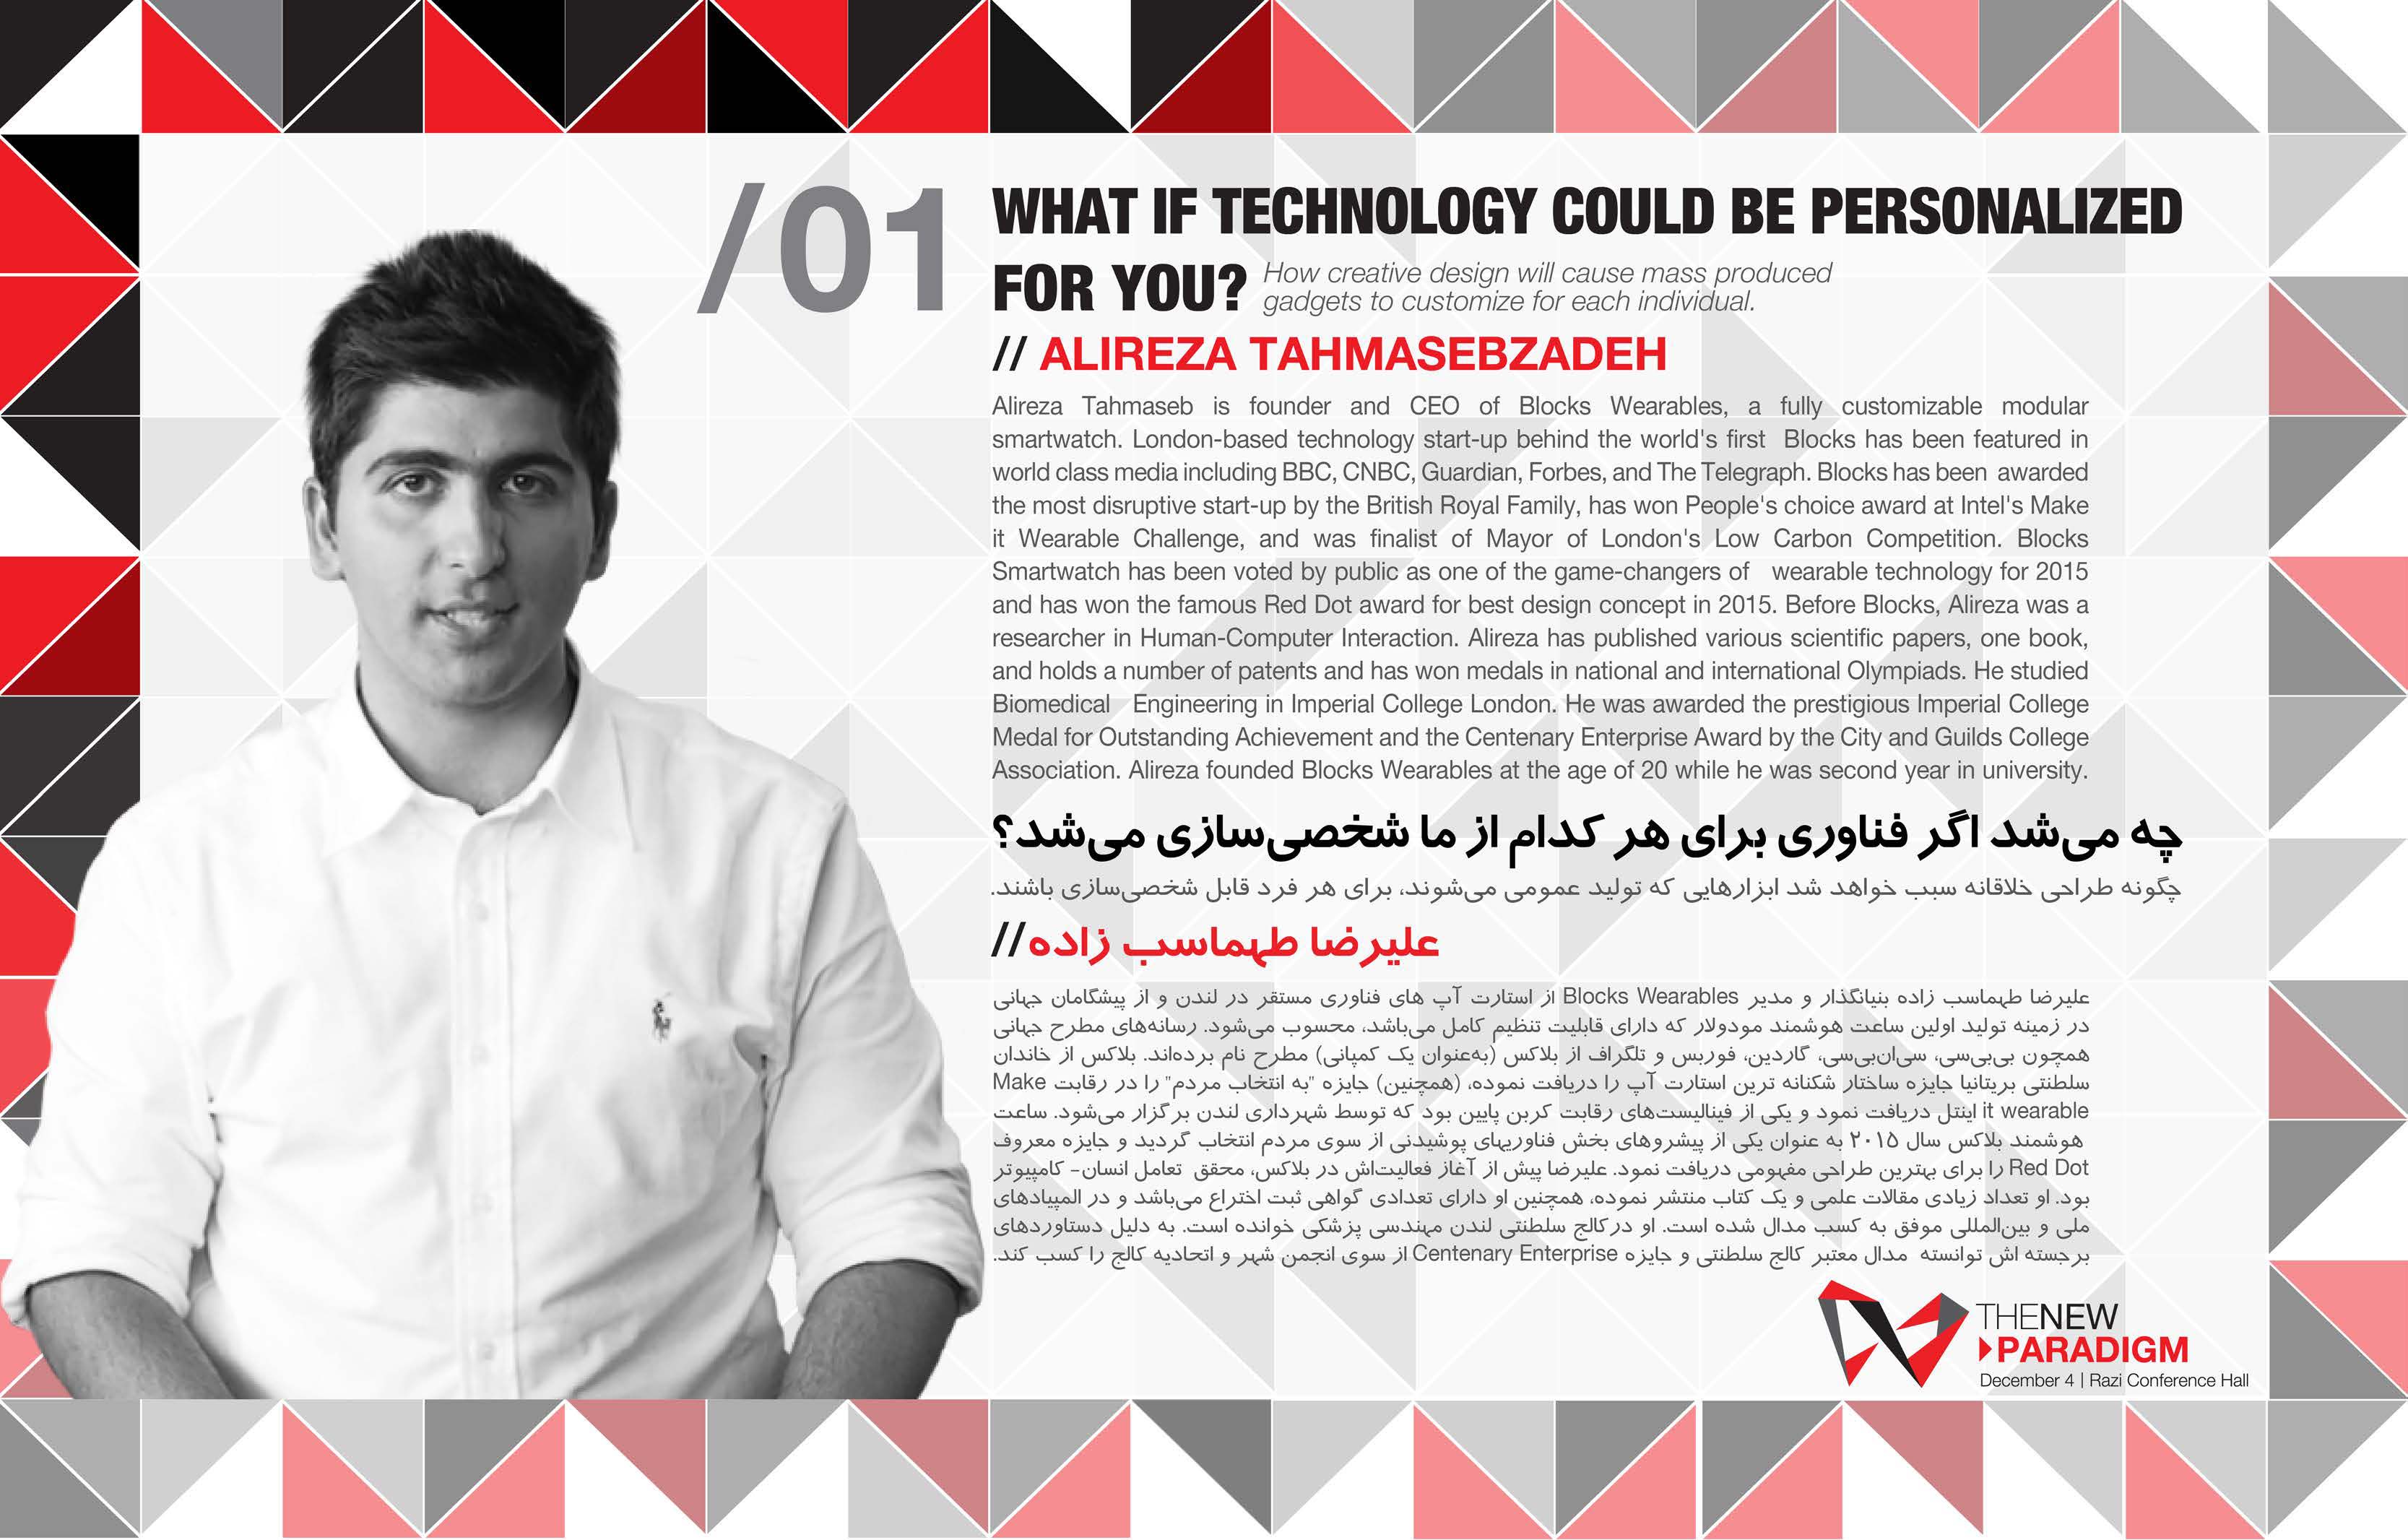 /01
WHAT IF TECHNOLOGY COULD BE PERSONALIZED
FOR YOU?
How creative design will cause mass produced
gadgets to customize for each individual.
// ALIREZA TAHMASEBZADEH
Alireza Tahmaseb is founder and CEO of Blocks Wearables, a fully customizable modular
smartwatch. London-based technology start-up behind the world's first Blocks has been featured in
world class media including BBC, CNBC, Guardian, Forbes, and The Telegraph. Blocks has been awarded
the most disruptive start-up by the British Royal Family, has won People's choice award at Intel's Make
it Wearable Challenge, and was finalist of Mayor of London's Low Carbon Competition. Blocks
Smartwatch has been voted by public as one of the game-changers of wearable technology for 2015
and has won the famous Red Dot award for best design concept in 2015. Before Blocks, Alireza was a
researcher in Human-Computer Interaction. Alireza has published various scientific papers, one book,
and holds a number of patents and has won medals in national and international Olympiads. He studied
Biomedical Engineering in Imperial College London. He was awarded the prestigious Imperial College
Medal for Outstanding Achievement and the Centenary Enterprise Award by the City and Guilds College
Association. Alireza founded Blocks Wearables at the age of 20 while he was second year in university.
چه می‌شد اگر فناوری برای هر کدام از ما شخصی‌سازی می‌شد؟
چگونه طراحی خلاقانه سبب خواهد شد ابزارهایی که تولید عمومی می‌شوند، برای هر فرد قابل شخصی‌سازی باشند.
علیرضا طهماسب زاده//
علیرضا طهماسب زاده بنیانگذار و مدیر Blocks Wearables از استارت آپ های فناوری مستقر در لندن و از پیشگامان جهانی
در زمینه تولید اولین ساعت هوشمند مودولار که دارای قابلیت تنظیم کامل می‌باشد، محسوب می‌شود. رسانه‌های مطرح جهانی
همچون بی‌بی‌سی، سی‌ان‌بی‌سی، گاردین، فوربس و تلگراف از بلاکس (به‌عنوان یک کمپانی) مطرح نام برده‌اند. بلاکس از خاندان
سلطنتی بریتانیا جایزه ساختار شکنانه ترین استارت آپ را دریافت نموده، (همچنین) جایزه "به انتخاب مردم" را در رقابت Make
it wearable اینتل دریافت نمود و یکی از فینالیست‌های رقابت کربن پایین بود که توسط شهرداری لندن برگزار می‌شود. ساعت
هوشمند بلاکس سال ۲۰۱۵ به عنوان یکی از پیشروهای بخش فناوریهای پوشیدنی از سوی مردم انتخاب گردید و جایزه معروف
Red Dot را برای بهترین طراحی مفهومی دریافت نمود. علیرضا پیش از آغاز فعالیت‌اش در بلاکس، محقق تعامل انسان- کامپیوتر
بود. او تعداد زیادی مقالات علمی و یک کتاب منتشر نموده، همچنین او دارای تعدادی گواهی ثبت اختراع می‌باشد و در المپیادهای
ملی و بین‌المللی موفق به کسب مدال شده است. او در کالج سلطنتی لندن مهندسی پزشکی خوانده است. به دلیل دستاوردهای
برجسته اش توانسته مدال معتبر کالج سلطنتی و جایزه Centenary Enterprise از سوی انجمن شهر و اتحادیه کالج را کسب کند.
THENEW
PARADIGM
December 4 | Razi Conference Hall